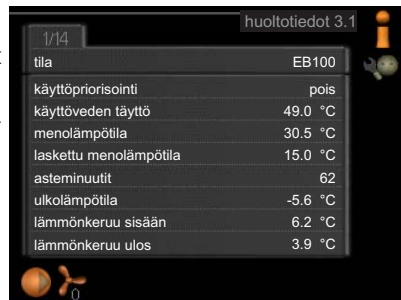 huoltotiedot 3.1
1/14
tila EB100
käyttöpriorisointi pois
käyttöveden täyttö 49.0 °C
menolämpötila 30.5 °C
laskettu menolämpötila 15.0 °C
asteminuutit 62
ulkolämpötila -5.6 °C
lämmönkeruu sisään 6.2 °C
lämmönkeruu ulos 3.9 °C
0